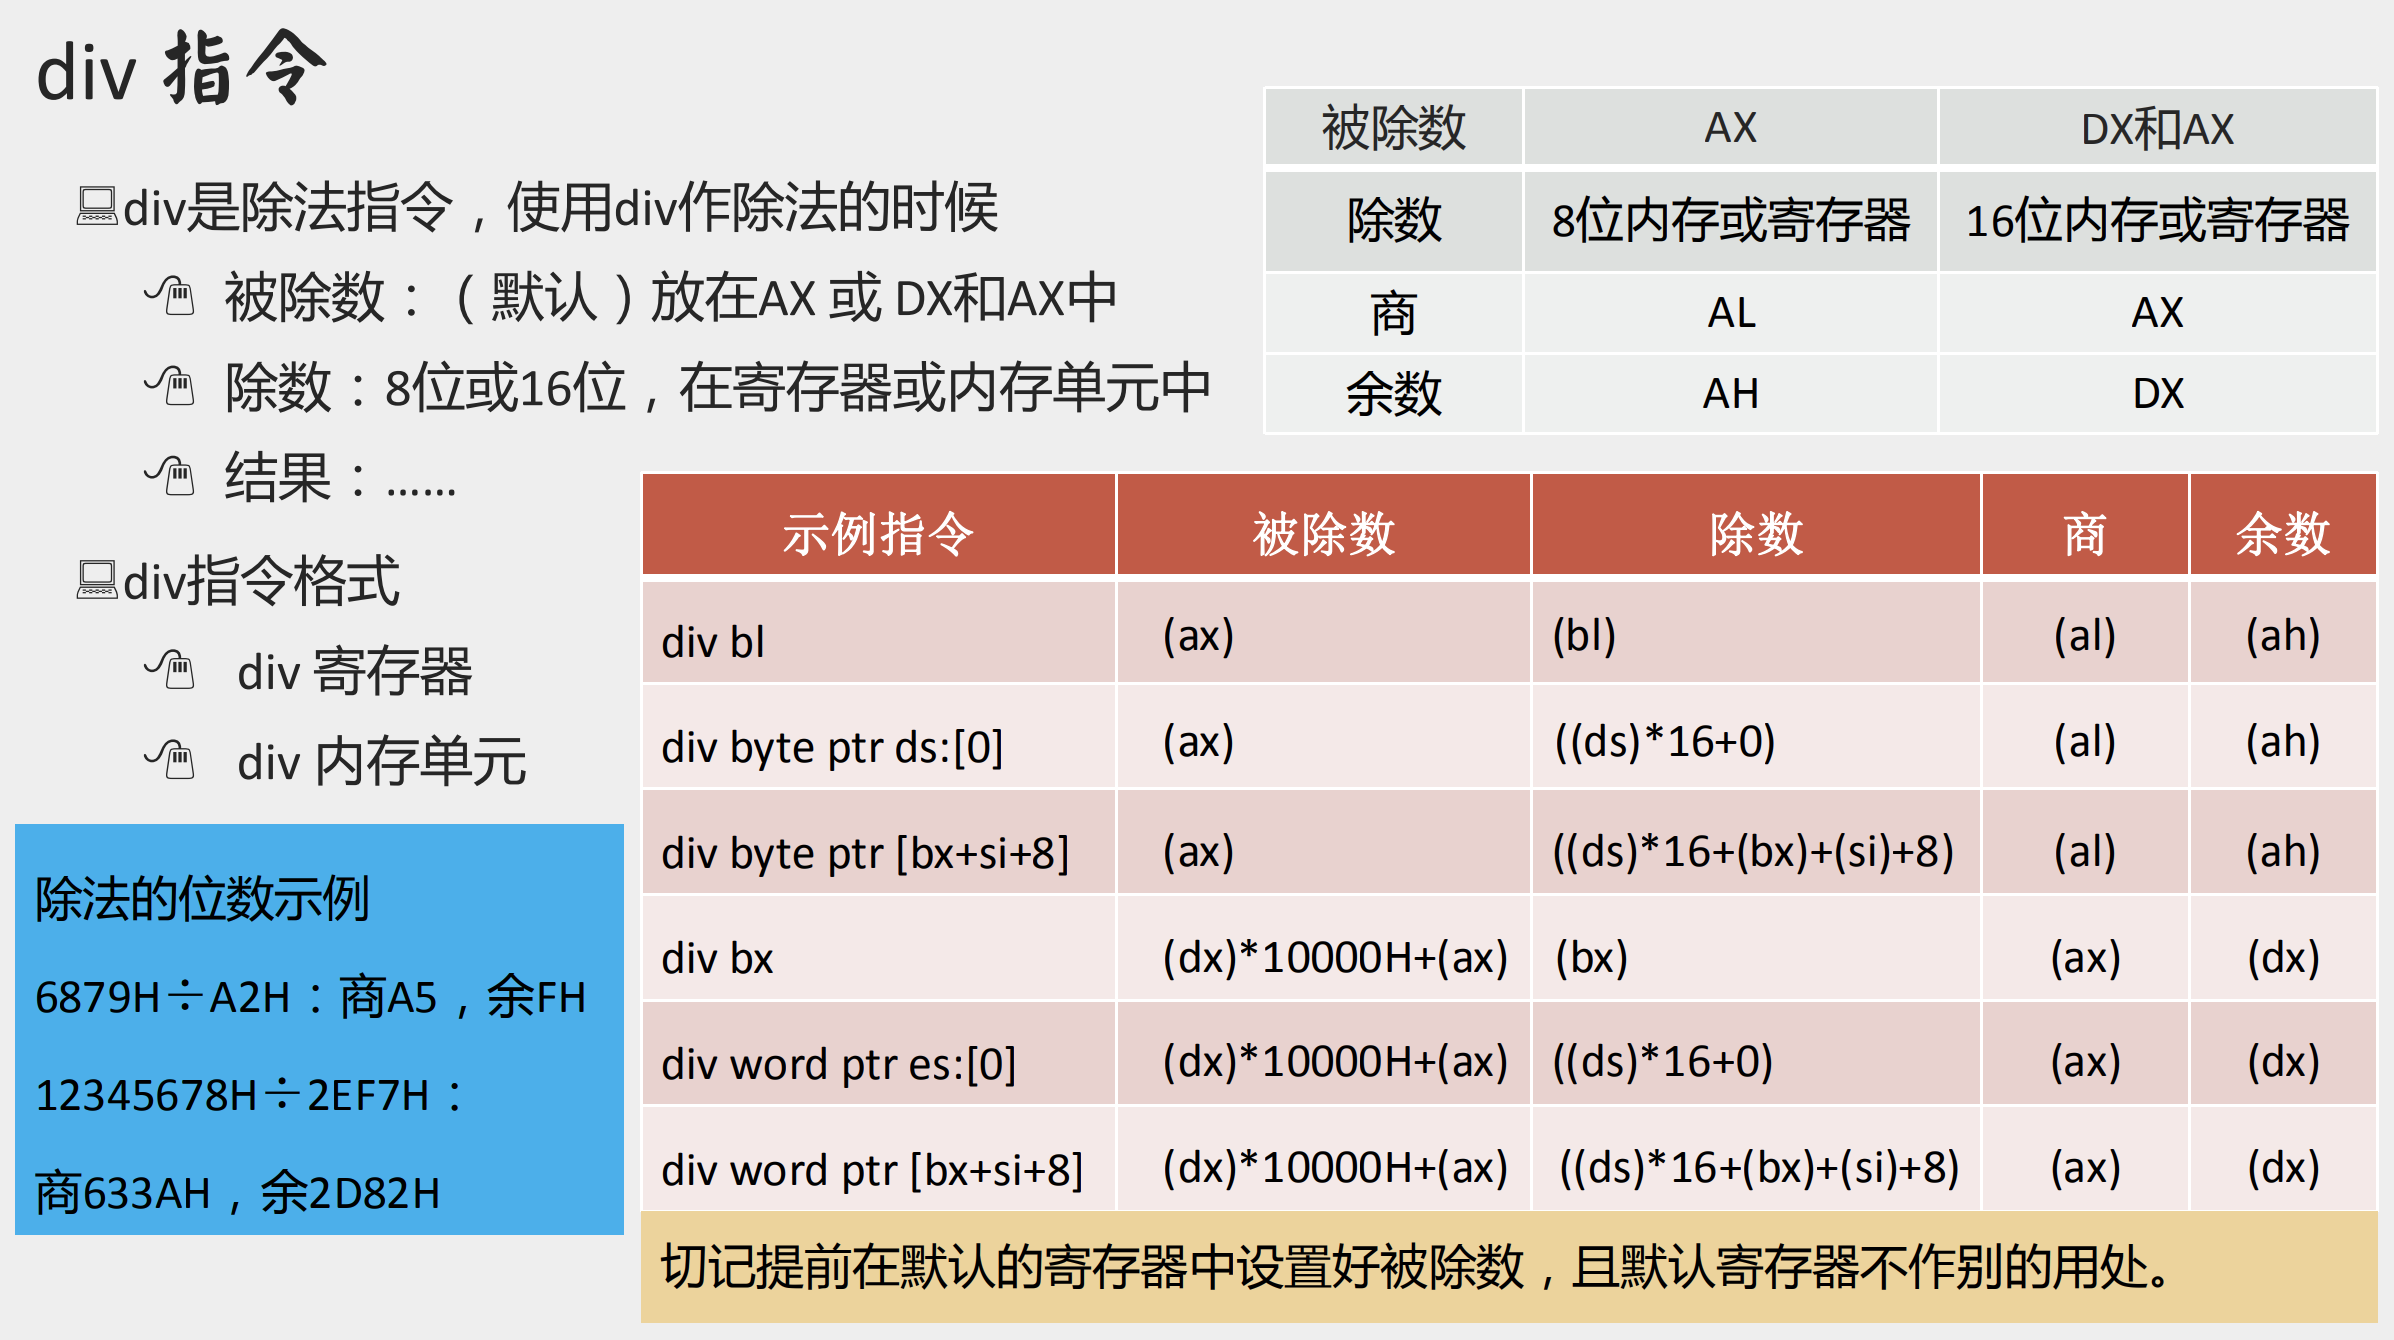 div 指令
div是除法指令，使用div作除法的时候
被除数：（默认）放在AX 或 DX和AX中
除数：8位或16位，在寄存器或内存单元中
结果：……
div指令格式
div 寄存器
div 内存单元
除法的位数示例
6879H÷A2H：商A5，余FH
12345678H÷2EF7H：
商633AH，余2D82H
被除数 AX DX和AX
除数 8位内存或寄存器 16位内存或寄存器
商 AL AX
余数 AH DX
示例指令 被除数 除数 商 余数
div bl (ax) (bl) (al) (ah)
div byte ptr ds:[0] (ax) ((ds)*16+0) (al) (ah)
div byte ptr [bx+si+8] (ax) ((ds)*16+(bx)+(si)+8) (al) (ah)
div bx (dx)*10000H+(ax) (bx) (ax) (dx)
div word ptr es:[0] (dx)*10000H+(ax) ((ds)*16+0) (ax) (dx)
div word ptr [bx+si+8] (dx)*10000H+(ax) ((ds)*16+(bx)+(si)+8) (ax) (dx)
切记提前在默认的寄存器中设置好被除数，且默认寄存器不作别的用处。